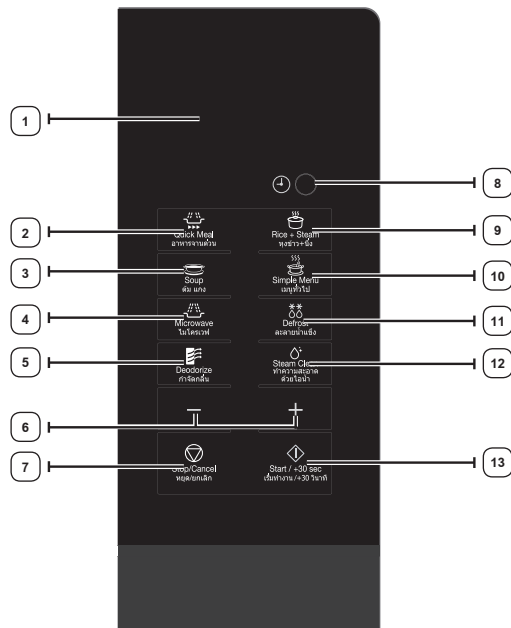 1
8
2
Quick Meal
อาหารจานด่วน
Rice + Steam
หุงข้าว+นึ่ง
9
3
Soup
ต้ม แกง
Simple Menu
เมนูทั่วไป
10
4
Microwave
ไมโครเวฟ
Defrost
ละลายน้ำแข็ง
11
5
Deodorize
กำจัดกลิ่น
Steam Clean
ทำความสะอาด
ด้วยไอน้ำ
12
6
− +
7
Stop/Cancel
หยุด/ยกเลิก
Start / +30 sec
เริ่มทำงาน /+30 วินาที
13